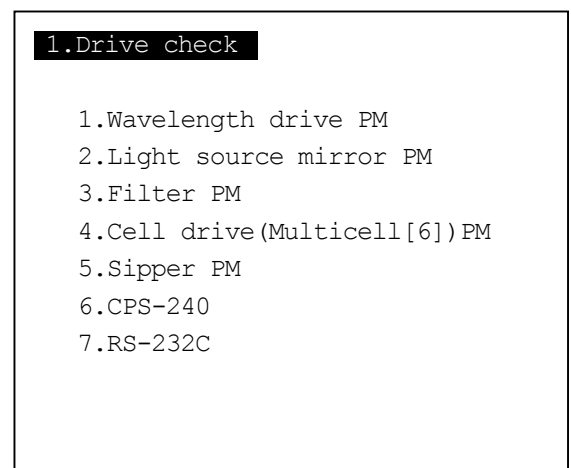 1.Drive check
1.Wavelength drive PM
2.Light source mirror PM
3.Filter PM
4.Cell drive(Multicell[6])PM
5.Sipper PM
6.CPS-240
7.RS-232C